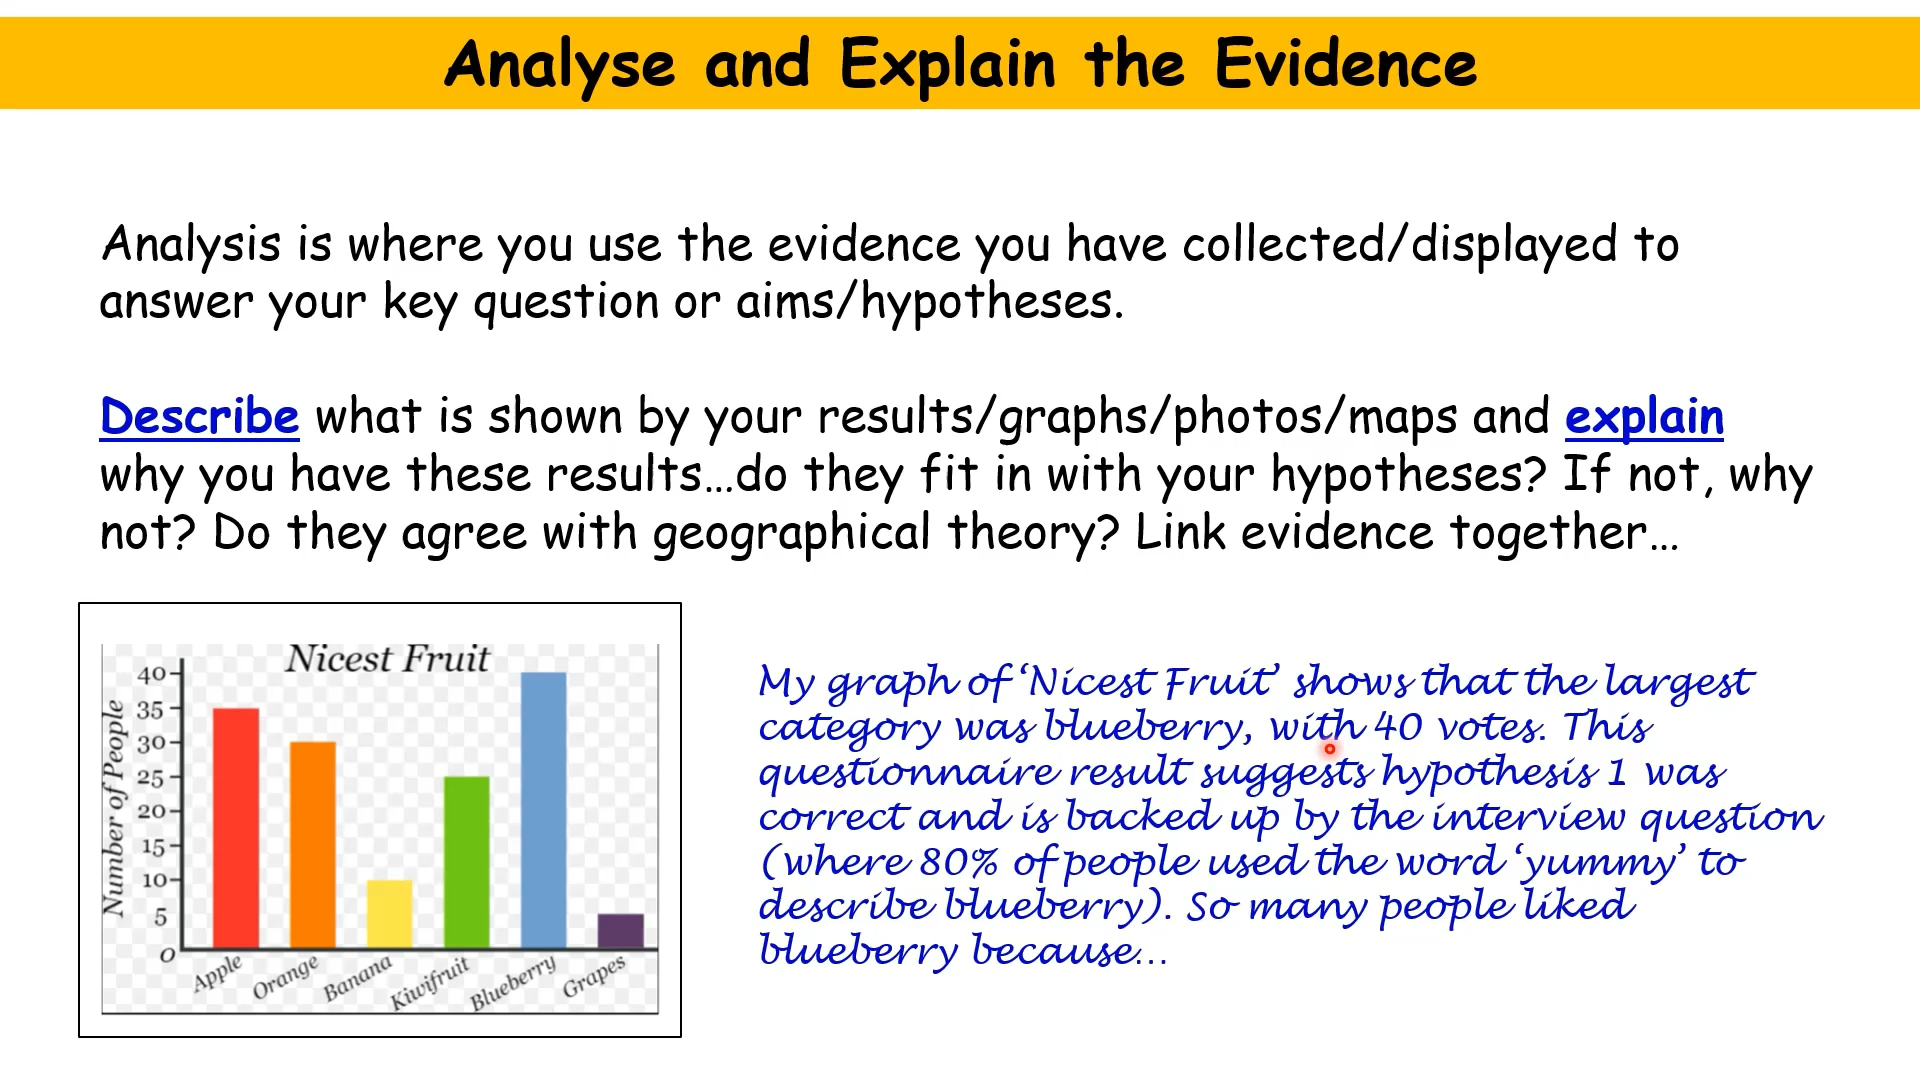 Analyse and Explain the Evidence
Analysis is where you use the evidence you have collected/displayed to
answer your key question or aims/hypotheses.
Describe what is shown by your results/graphs/photos/maps and explain
why you have these results...do they fit in with your hypotheses? If not, why
not? Do they agree with geographical theory? Link evidence together...
Nicest Fruit
Number of People
40
35
30
25
20
15
10
5
0
Apple
Orange
Banana
Kiwifruit
Blueberry
Grapes
My graph of ‘Nicest Fruit’ shows that the largest
category was blueberry, with 40 votes. This
questionnaire result suggests hypothesis 1 was
correct and is backed up by the interview question
(where 80% of people used the word ‘yummy’ to
describe blueberry). So many people liked
blueberry because...